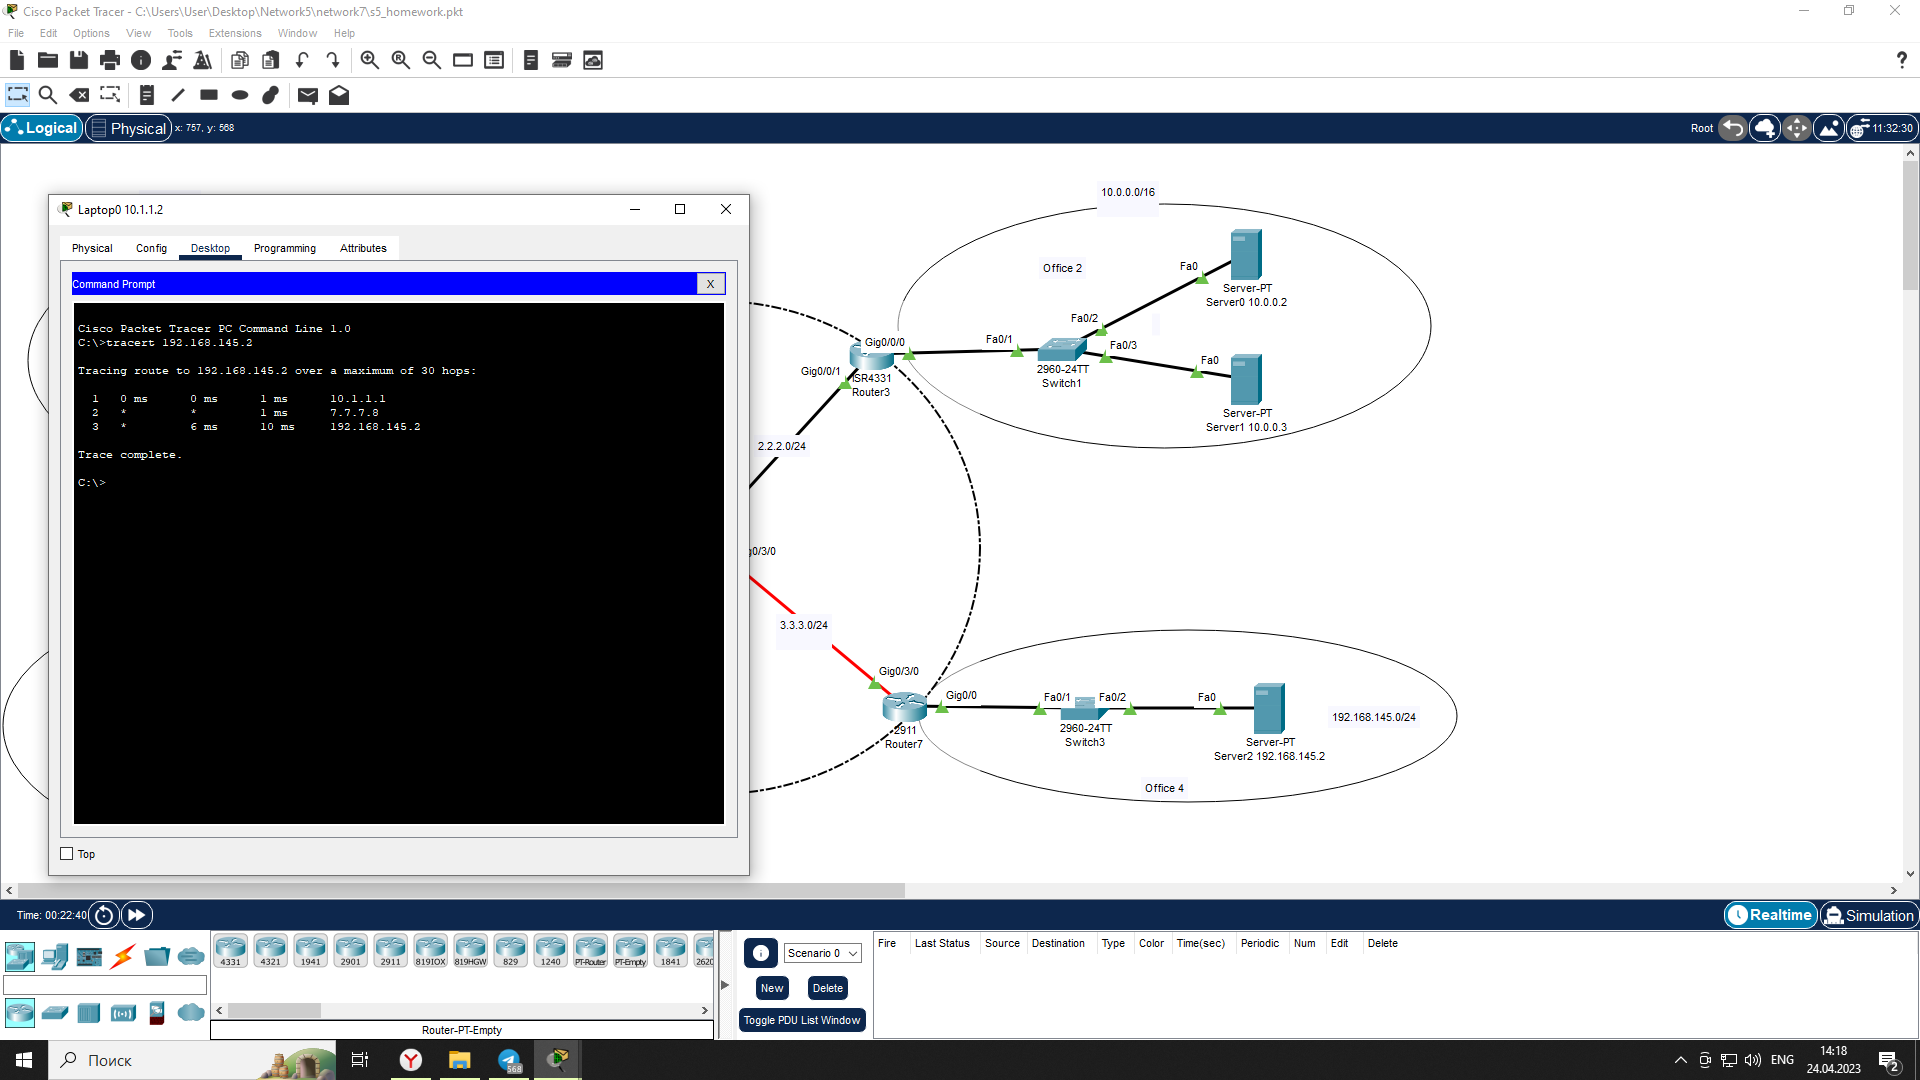 Cisco Packet Tracer - C:\Users\User\Desktop\Network5\network7\s5_homework.pkt
File Edit Options View Tools Extensions Window Help
Logical Physical x: 757, y: 568 Root 11:32:30
Laptop0 10.1.1.2
Physical Config Desktop Programming Attributes
Command Prompt X
Cisco Packet Tracer PC Command Line 1.0
C:\>tracert 192.168.145.2
Tracing route to 192.168.145.2 over a maximum of 30 hops:
1 0 ms 0 ms 1 ms 10.1.1.1
2 * * 1 ms 7.7.7.8
3 * 6 ms 10 ms 192.168.145.2
Trace complete.
C:\>
Top
10.0.0.0/16
Office 2
Fa0
Server-PT
Server0 10.0.0.2
Fa0/2
Gig0/0/0
Fa0/1
Fa0/3
Fa0
2960-24TT
Switch1
Gig0/0/1
ISR4331
Router3
Server-PT
Server1 10.0.0.3
2.2.2.0/24
g0/3/0
3.3.3.0/24
Gig0/3/0
Gig0/0
Fa0/1
Fa0/2
Fa0
2911
Router7
2960-24TT
Switch3
Server-PT
Server2 192.168.145.2
192.168.145.0/24
Office 4
Time: 00:22:40 Realtime Simulation
4331 4321 1941 2901 2911 819IOX 819HGW 829 1240 PT-Router PT-Empty 1841 2620
Router-PT-Empty
Scenario 0
New Delete
Toggle PDU List Window
Fire Last Status Source Destination Type Color Time(sec) Periodic Num Edit Delete
Поиск
568
ENG
14:18
24.04.2023
2